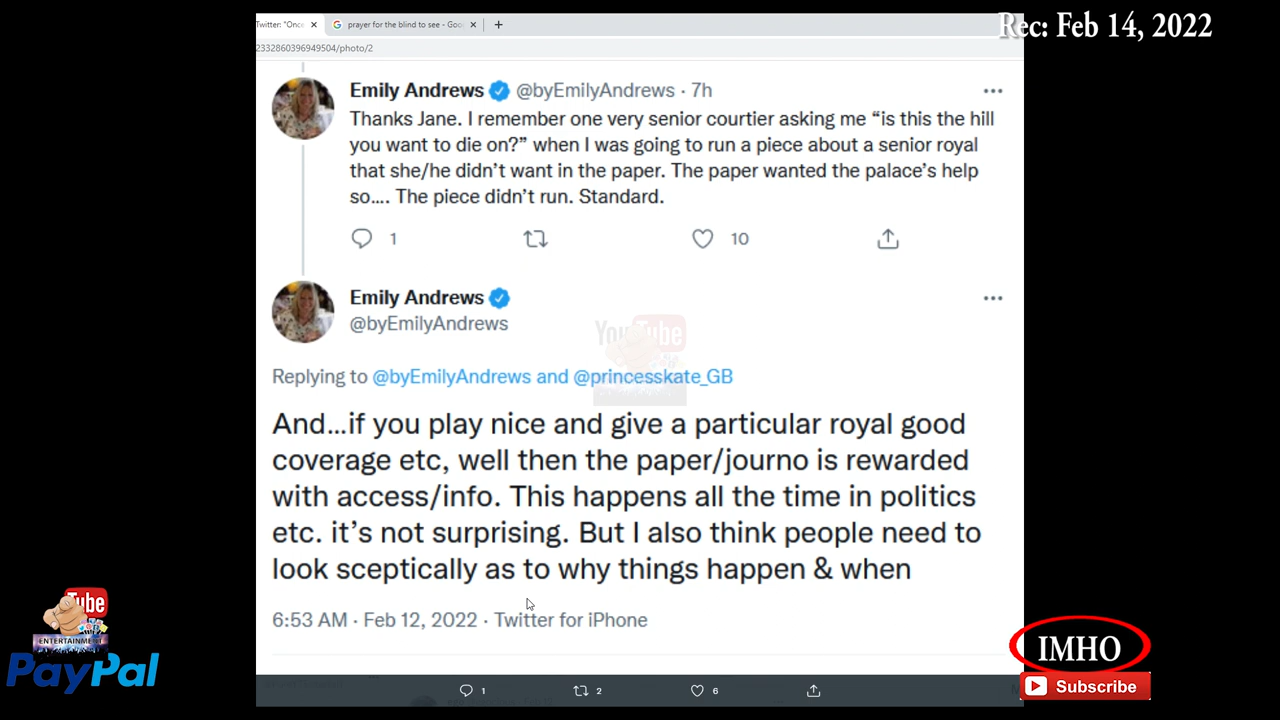 Rec: Feb 14, 2022
Twitter: "Once
prayer for the blind to see - Goo
2332860396949504/photo/2
Emily Andrews @byEmilyAndrews · 7h
Thanks Jane. I remember one very senior courtier asking me “is this the hill
you want to die on?” when I was going to run a piece about a senior royal
that she/he didn’t want in the paper. The paper wanted the palace’s help
so…. The piece didn’t run. Standard.
1 10
Emily Andrews
@byEmilyAndrews
YouTube
Replying to @byEmilyAndrews and @princesskate_GB
And...if you play nice and give a particular royal good
coverage etc, well then the paper/journo is rewarded
with access/info. This happens all the time in politics
etc. it’s not surprising. But I also think people need to
look sceptically as to why things happen & when
6:53 AM · Feb 12, 2022 · Twitter for iPhone
1 2 6
Tube
ENTERTAINMENT
PayPal
IMHO
Subscribe